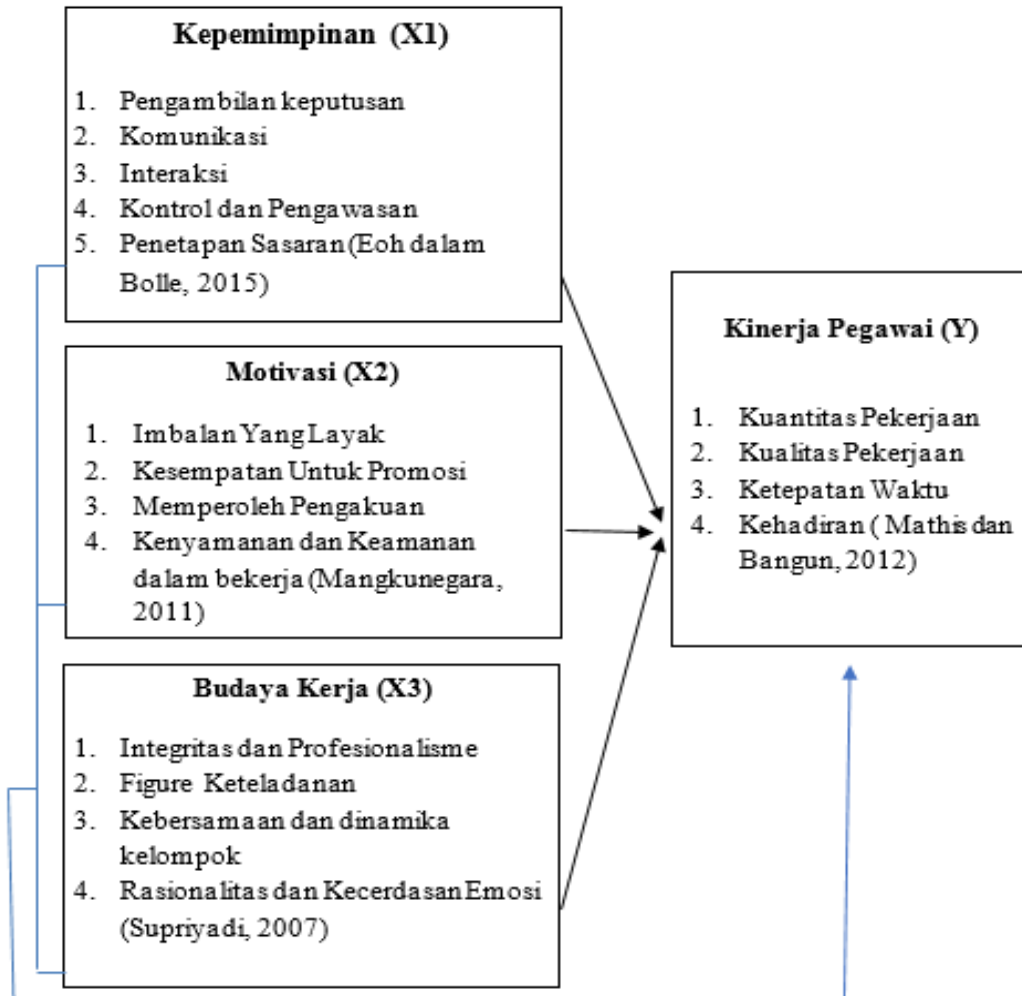 Kepemimpinan (X1)
1. Pengambilan keputusan
2. Komunikasi
3. Interaksi
4. Kontrol dan Pengawasan
5. Penetapan Sasaran (Eoh dalam
Bolle, 2015)
Motivasi (X2)
1. Imbalan Yang Layak
2. Kesempatan Untuk Promosi
3. Memperoleh Pengakuan
4. Kenyamanan dan Keamanan
dalam bekerja (Mangkunegara,
2011)
Budaya Kerja (X3)
1. Integritas dan Profesionalisme
2. Figure Keteladanan
3. Kebersamaan dan dinamika
kelompok
4. Rasionalitas dan Kecerdasan Emosi
(Supriyadi, 2007)
Kinerja Pegawai (Y)
1. Kuantitas Pekerjaan
2. Kualitas Pekerjaan
3. Ketepatan Waktu
4. Kehadiran ( Mathis dan
Bangun, 2012)